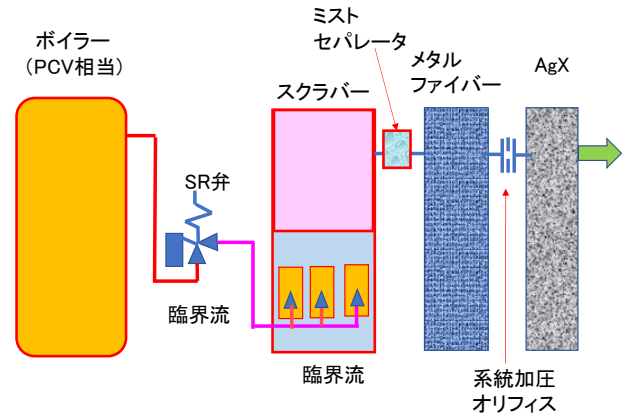 ボイラー
（PCV相当）
SR弁
臨界流
スクラバー
臨界流
ミスト
セパレータ
メタル
ファイバー
AgX
系統加圧
オリフィス